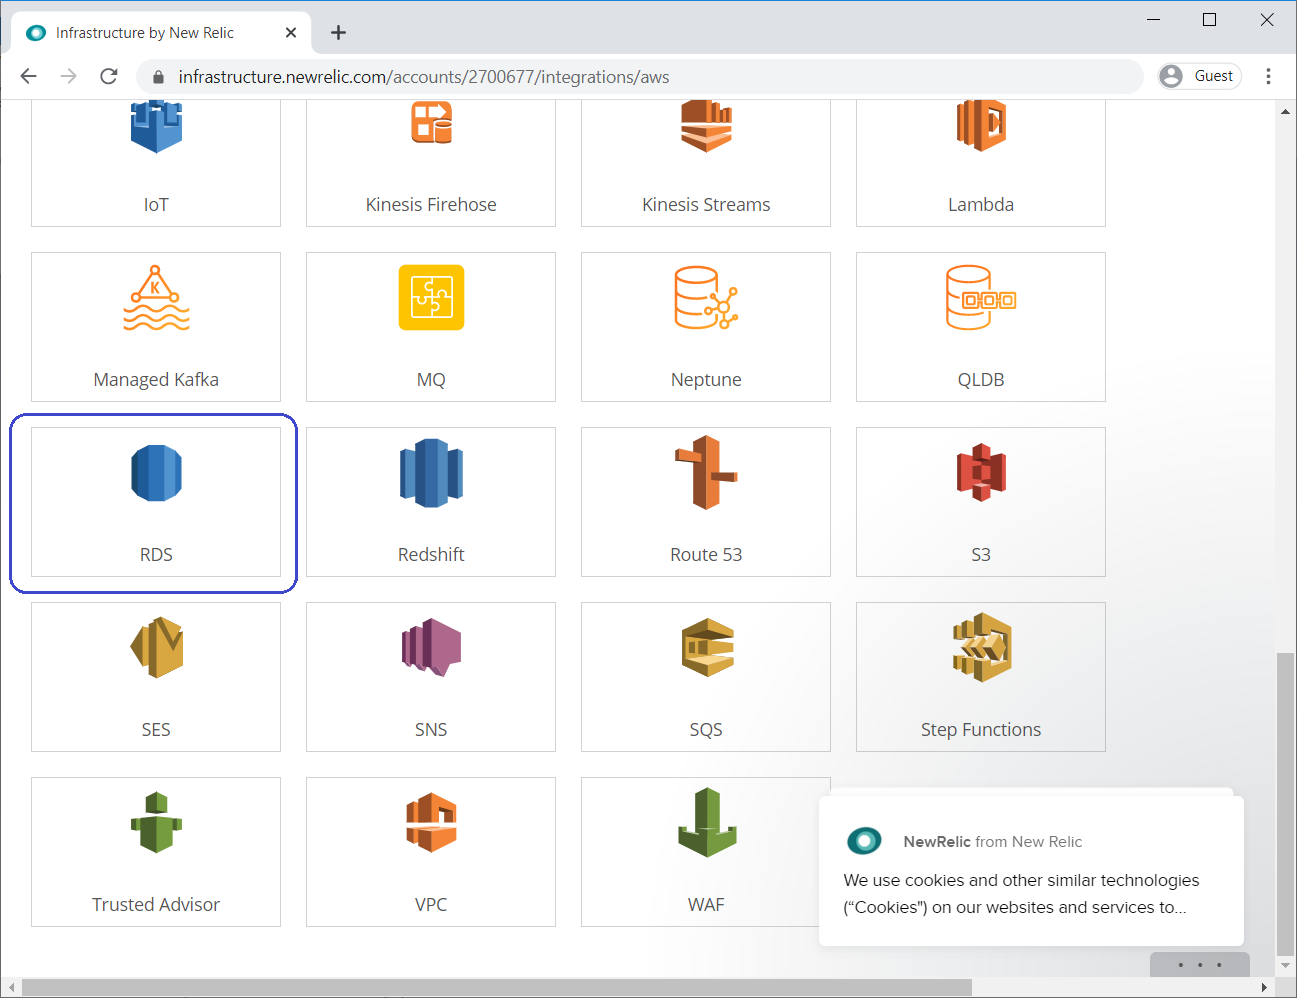 Infrastructure by New Relic
infrastructure.newrelic.com/accounts/2700677/integrations/aws
Guest
IoT
Kinesis Firehose
Kinesis Streams
Lambda
K
Managed Kafka
MQ
Neptune
QLDB
RDS
Redshift
Route 53
S3
SES
SNS
SQS
Step Functions
Trusted Advisor
VPC
WAF
NewRelic from New Relic
We use cookies and other similar technologies
(“Cookies") on our websites and services to...